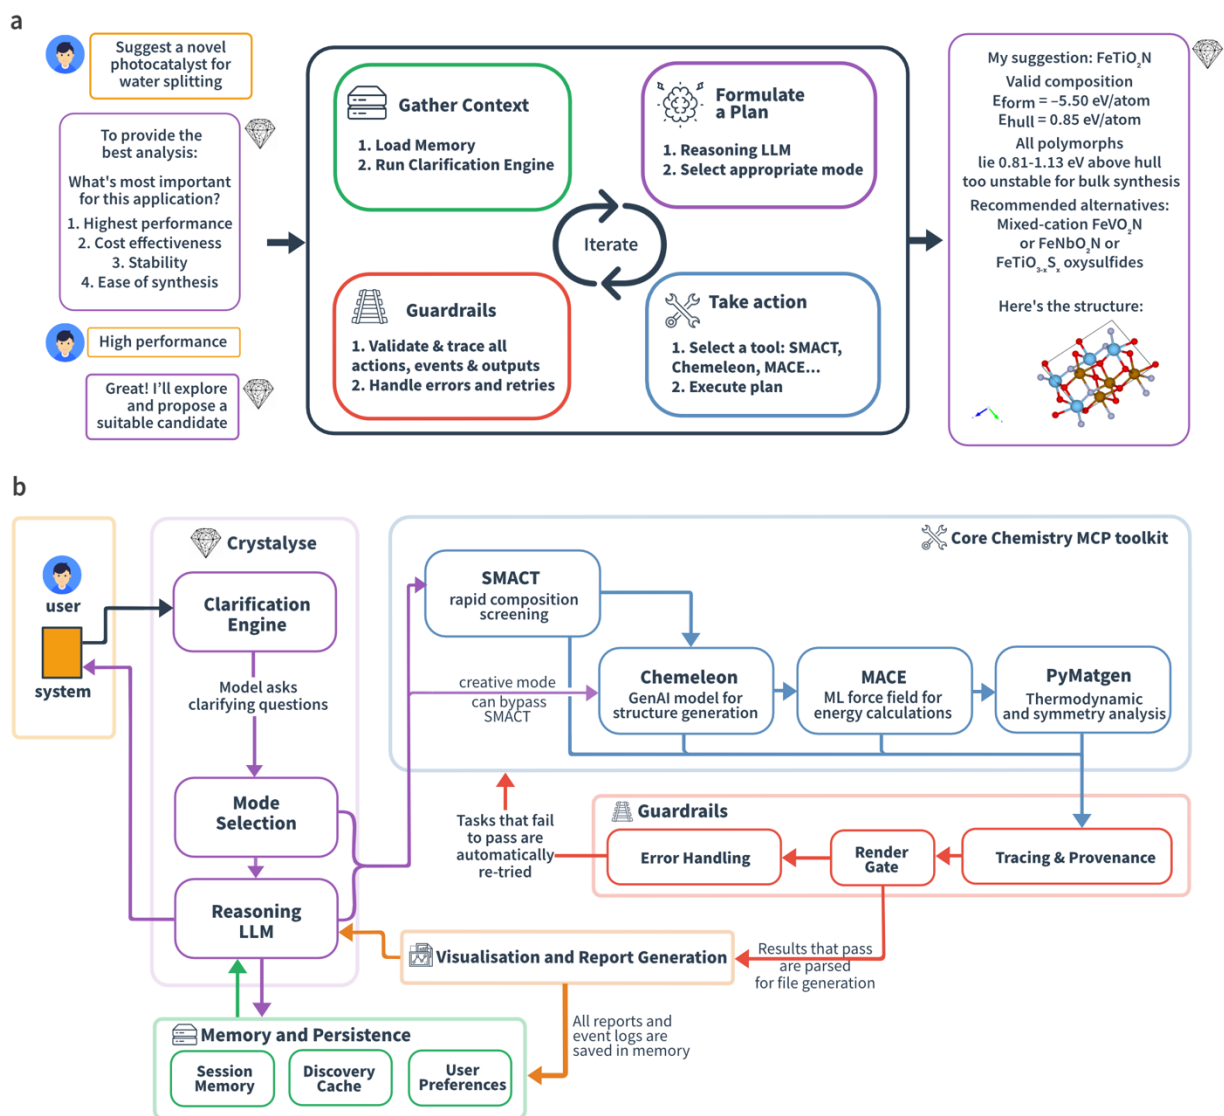 a
Suggest a novel
photocatalyst for
water splitting
To provide the
best analysis:
What's most important
for this application?
1. Highest performance
2. Cost effectiveness
3. Stability
4. Ease of synthesis
High performance
Great! I'll explore
and propose a
suitable candidate
Gather Context
1. Load Memory
2. Run Clarification Engine
Formulate
a Plan
1. Reasoning LLM
2. Select appropriate mode
Iterate
Guardrails
1. Validate & trace all
actions, events & outputs
2. Handle errors and retries
Take action
1. Select a tool: SMACT,
Chemeleon, MACE...
2. Execute plan
My suggestion: FeTiO₂N
Valid composition
Eform = −5.50 eV/atom
Ehull = 0.85 eV/atom
All polymorphs
lie 0.81-1.13 eV above hull
too unstable for bulk synthesis
Recommended alternatives:
Mixed-cation FeVO₂N
or FeNbO₂N or
FeTiO₃₋ₓSₓ oxysulfides
Here's the structure:
b
user
system
Crystalyse
Clarification
Engine
Model asks
clarifying questions
Mode
Selection
Reasoning
LLM
Core Chemistry MCP toolkit
SMACT
rapid composition
screening
creative mode
can bypass
SMACT
Chemeleon
GenAI model for
structure generation
MACE
ML force field for
energy calculations
PyMatgen
Thermodynamic
and symmetry analysis
Guardrails
Error Handling
Render
Gate
Tracing & Provenance
Tasks that fail
to pass are
automatically
re-tried
Visualisation and Report Generation
Results that pass
are parsed
for file generation
All reports and
event logs are
saved in memory
Memory and Persistence
Session
Memory
Discovery
Cache
User
Preferences